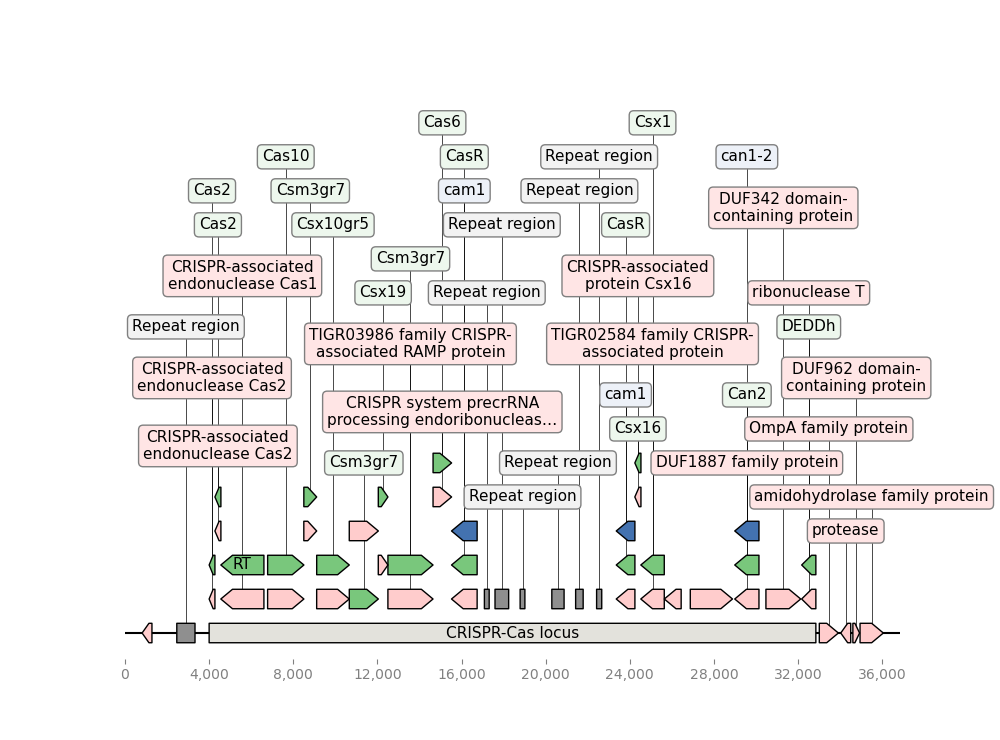 Cas6
Csx1
Cas10
CasR
Repeat region
can1-2
Cas2
Csm3gr7
cam1
Repeat region
DUF342 domain-
containing protein
Cas2
Csx10gr5
Repeat region
CasR
Csm3gr7
CRISPR-associated
endonuclease Cas1
CRISPR-associated
protein Csx16
Csx19
Repeat region
ribonuclease T
Repeat region
DEDDh
TIGR03986 family CRISPR-
associated RAMP protein
TIGR02584 family CRISPR-
associated protein
CRISPR-associated
endonuclease Cas2
DUF962 domain-
containing protein
cam1
Can2
CRISPR system precrRNA
processing endoribonucleas...
Csx16
OmpA family protein
CRISPR-associated
endonuclease Cas2
Csm3gr7
Repeat region
DUF1887 family protein
Repeat region
amidohydrolase family protein
protease
RT
CRISPR-Cas locus
0
4,000
8,000
12,000
16,000
20,000
24,000
28,000
32,000
36,000